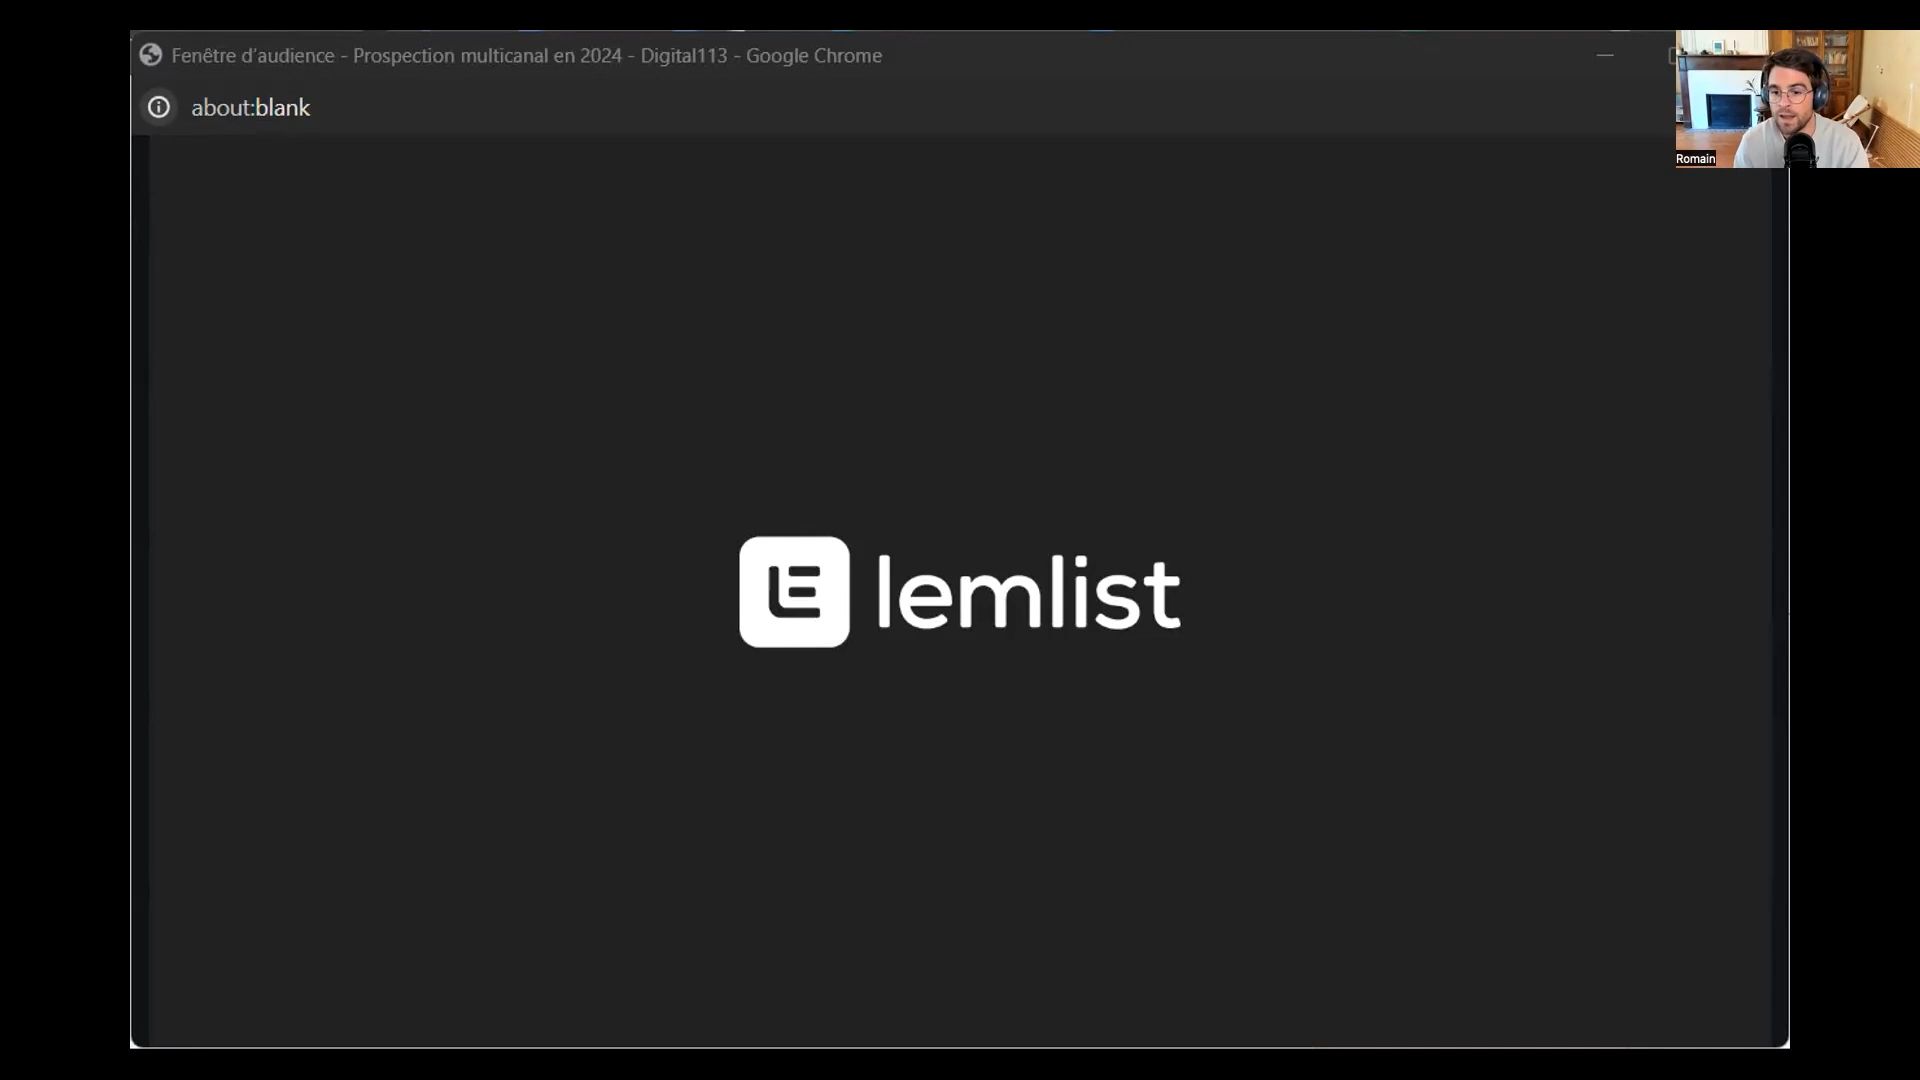 Fenêtre d'audience - Prospection multicanal en 2024 - Digital113 - Google Chrome
about:blank
Romain
lemlist